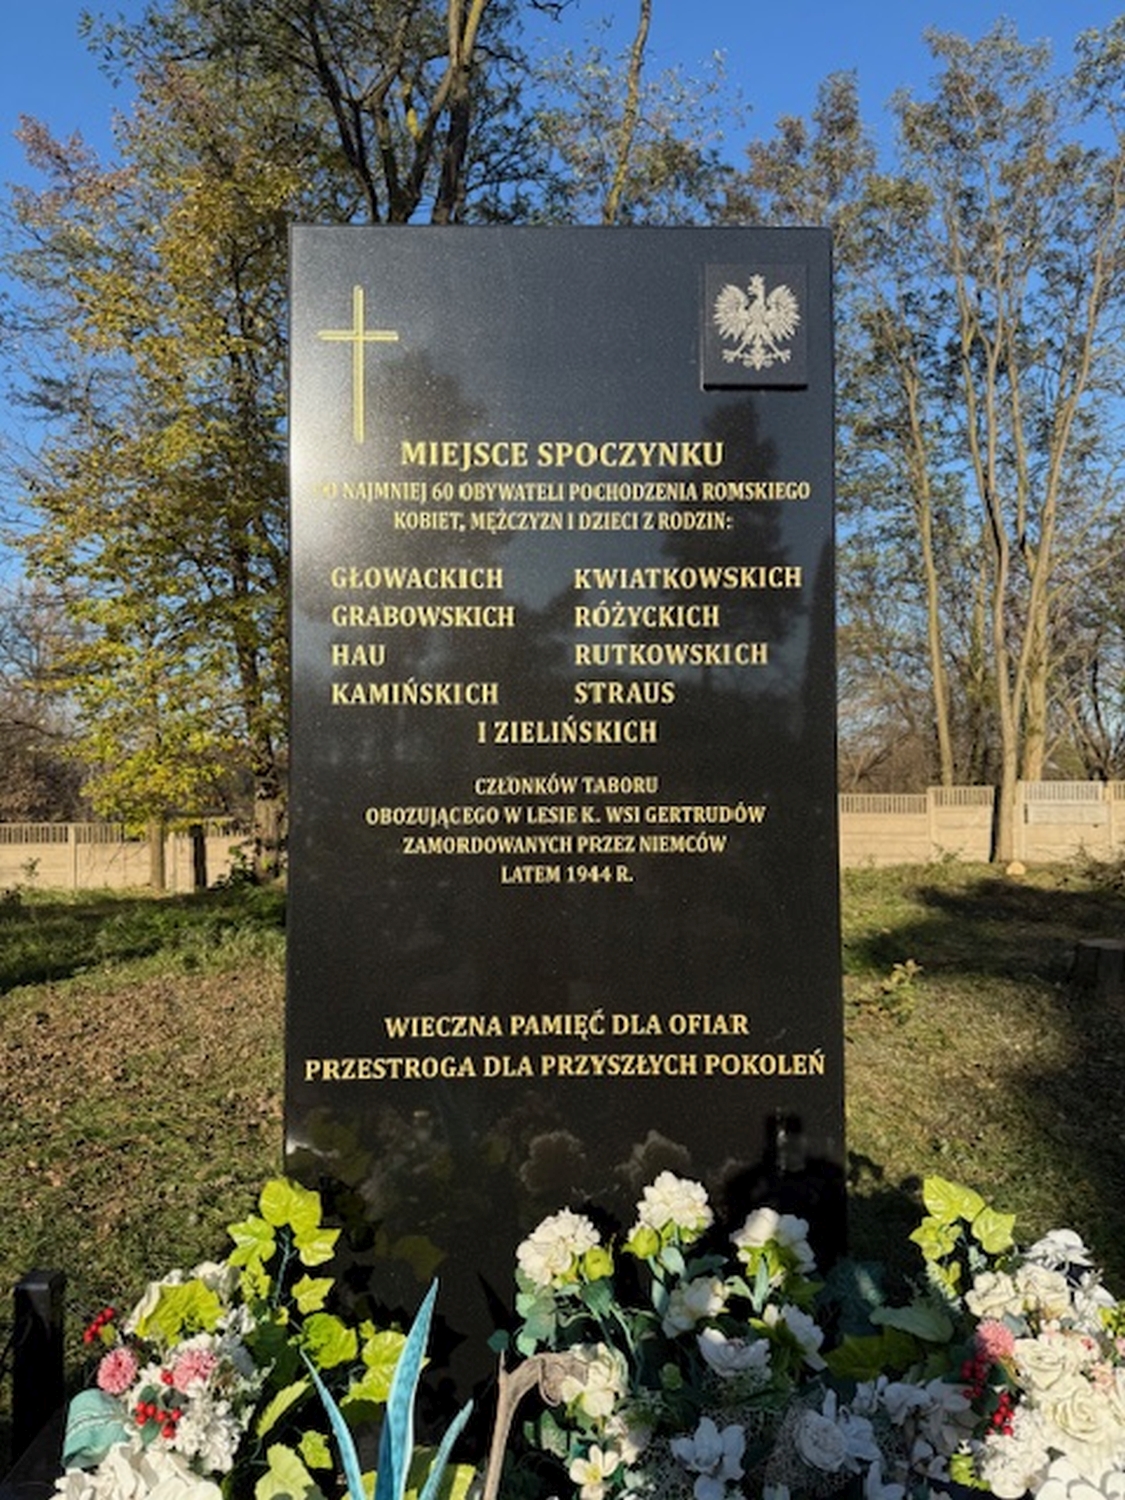 MIEJSCE SPOCZYNKU
CO NAJMNIEJ 60 OBYWATELI POCHODZENIA ROMSKIEGO
KOBIET, MĘŻCZYZN I DZIECI Z RODZIN:
GŁOWACKICH KWIATKOWSKICH
GRABOWSKICH RÓŻYCKICH
HAU RUTKOWSKICH
KAMIŃSKICH STRAUS
I ZIELIŃSKICH
CZŁONKÓW TABORU
OBOZUJĄCEGO W LESIE K. WSI GERTRUDÓW
ZAMORDOWANYCH PRZEZ NIEMCÓW
LATEM 1944 R.
WIECZNA PAMIĘĆ DLA OFIAR
PRZESTROGA DLA PRZYSZŁYCH POKOLEŃ